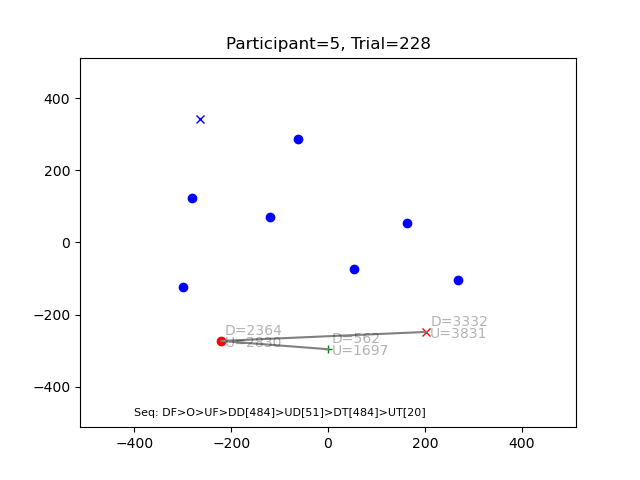 Participant=5, Trial=228
400
200
0
−200
−400
D=2364
D=3332
U=3831
D=562
U=1697
Seq: DF>O>UF>DD[484]>UD[51]>DT[484]>UT[20]
−400 −200 0 200 400